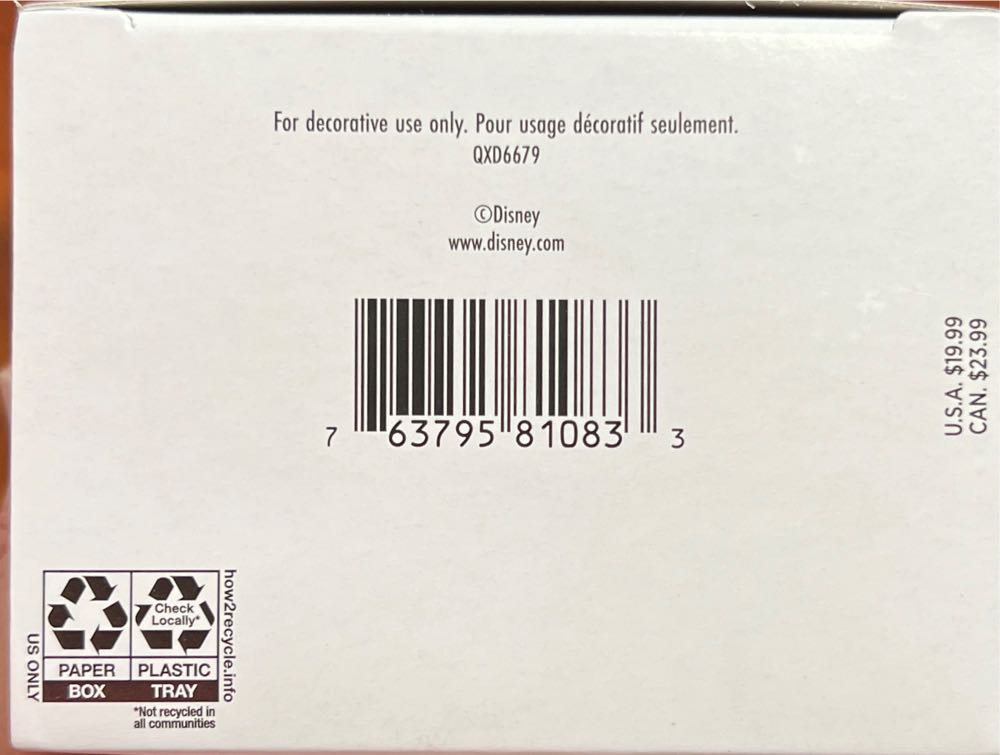 For decorative use only. Pour usage décoratif seulement.
QXD6679
©Disney
www.disney.com
7 63795 81083 3
U.S.A. $19.99
CAN. $23.99
US ONLY
Check
Locally*
PAPER
PLASTIC
BOX
TRAY
how2recycle.info
*Not recycled in
all communities